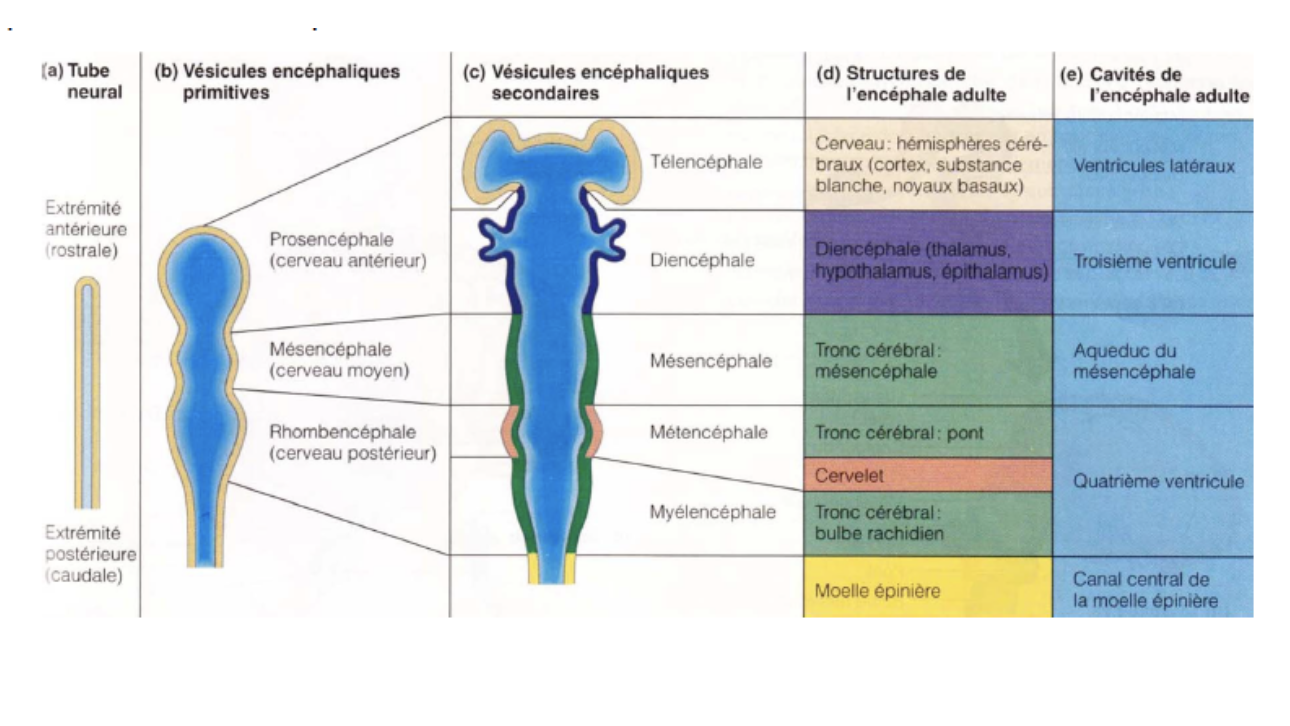 (a) Tube
neural
(b) Vésicules encéphaliques
primitives
(c) Vésicules encéphaliques
secondaires
(d) Structures de
l'encéphale adulte
(e) Cavités de
l'encéphale adulte
Extrémité
antérieure
(rostrale)
Extrémité
postérieure
(caudale)
Prosencéphale
(cerveau antérieur)
Mésencéphale
(cerveau moyen)
Rhombencéphale
(cerveau postérieur)
Télencéphale
Diencéphale
Mésencéphale
Métencéphale
Myélencéphale
Cerveau : hémisphères céré-
braux (cortex, substance
blanche, noyaux basaux)
Diencéphale (thalamus,
hypothalamus, épithalamus)
Tronc cérébral :
mésencéphale
Tronc cérébral : pont
Cervelet
Tronc cérébral :
bulbe rachidien
Moelle épinière
Ventricules latéraux
Troisième ventricule
Aqueduc du
mésencéphale
Quatrième ventricule
Canal central de
la moelle épinière